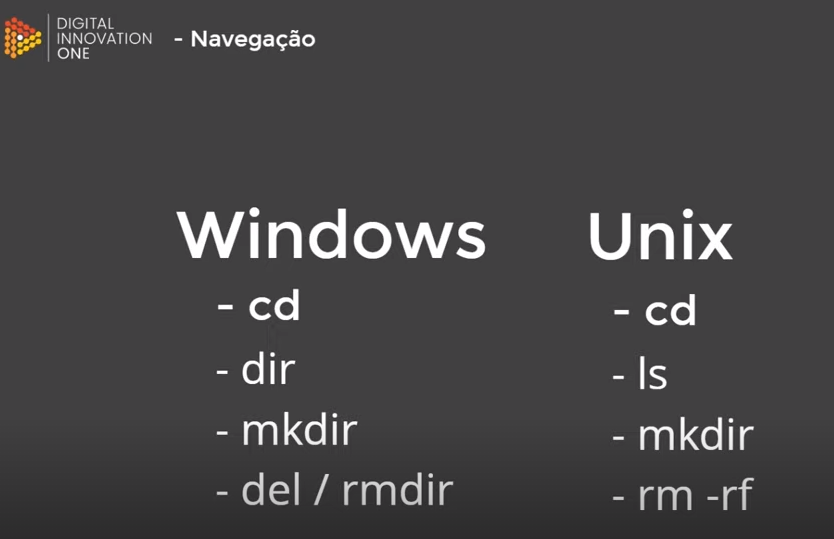 DIGITAL
INNOVATION
ONE
- Navegação
Windows
- cd
- dir
- mkdir
- del / rmdir
Unix
- cd
- ls
- mkdir
- rm -rf